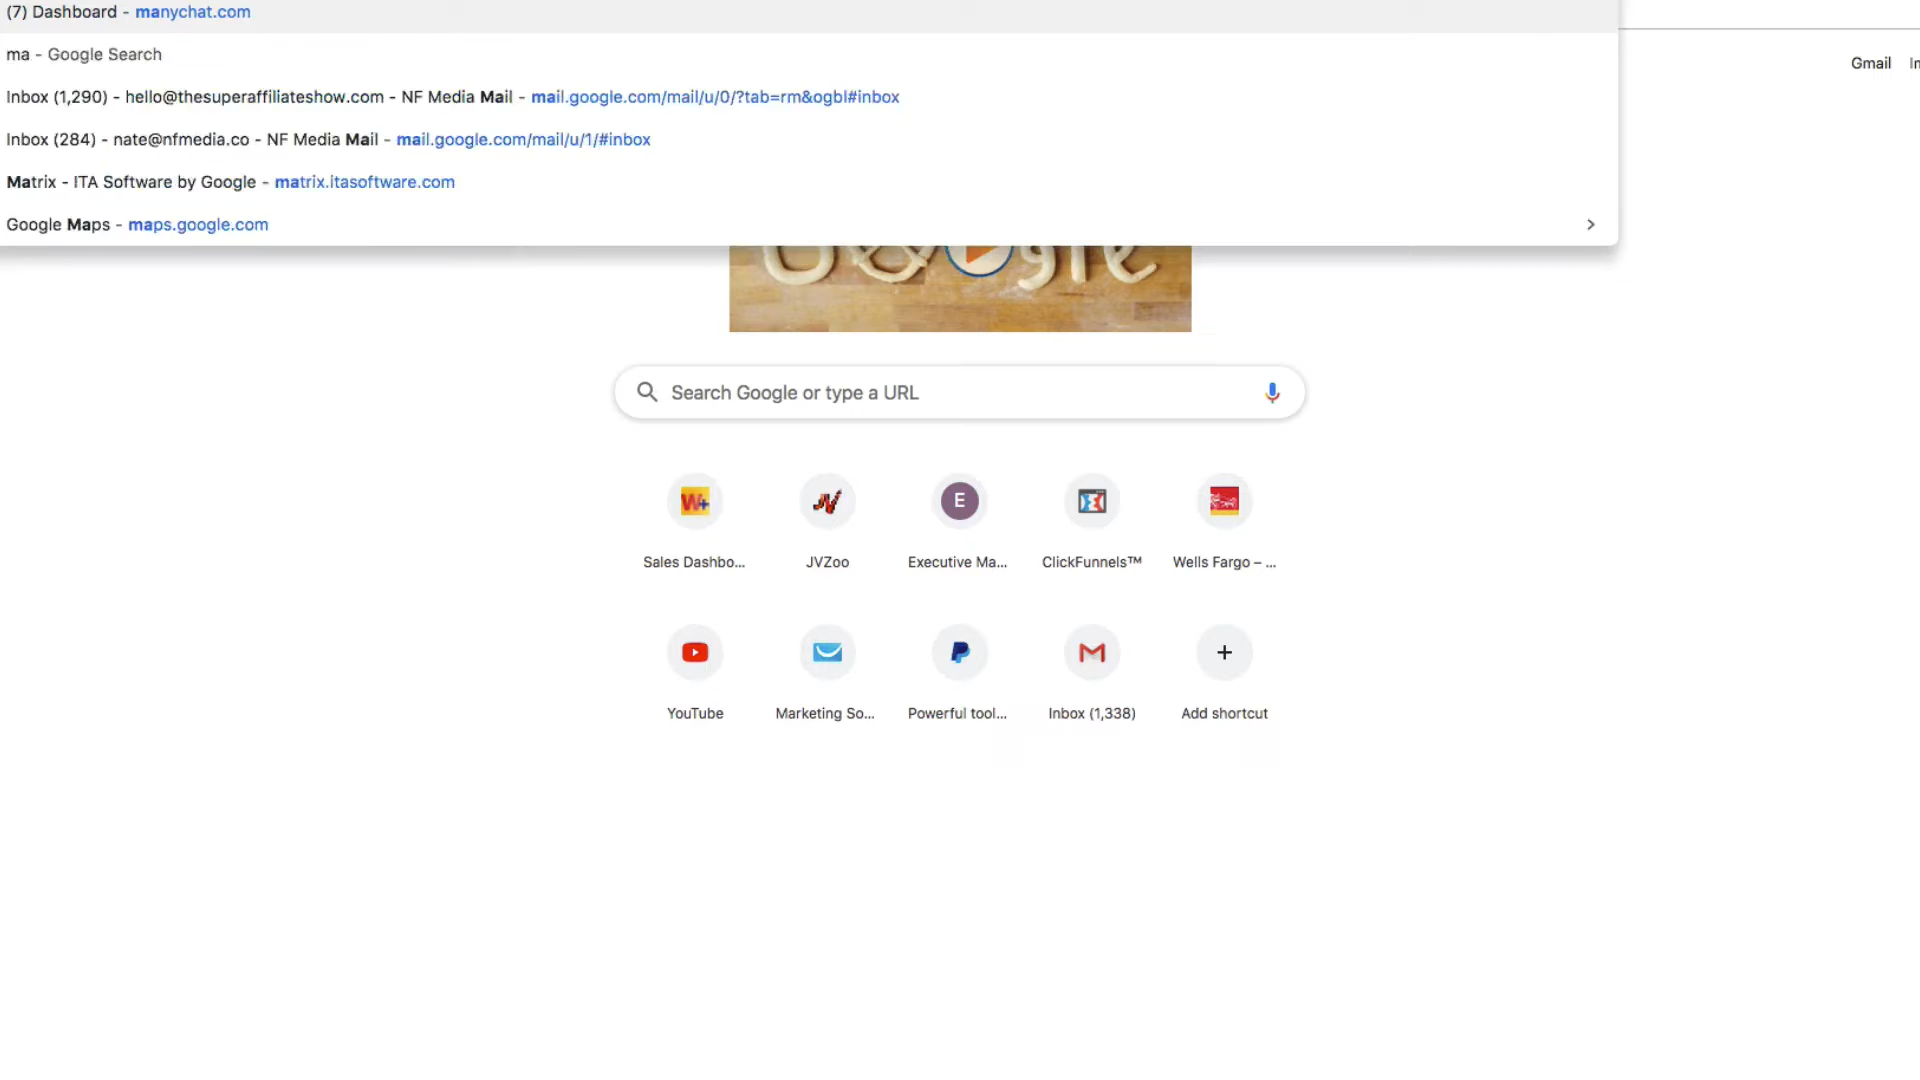 (7) Dashboard - manychat.com
ma - Google Search
Gmail
Inbox (1,290) - hello@thesuperaffiliateshow.com - NF Media Mail - mail.google.com/mail/u/0/?tab=rm&ogbl#inbox
Inbox (284) - nate@nfmedia.co - NF Media Mail - mail.google.com/mail/u/1/#inbox
Matrix - ITA Software by Google - matrix.itasoftware.com
Google Maps - maps.google.com
Search Google or type a URL
W+
E
Sales Dashbo... JVZoo Executive Ma... ClickFunnels™ Wells Fargo – ...
YouTube Marketing So... Powerful tool... Inbox (1,338) Add shortcut